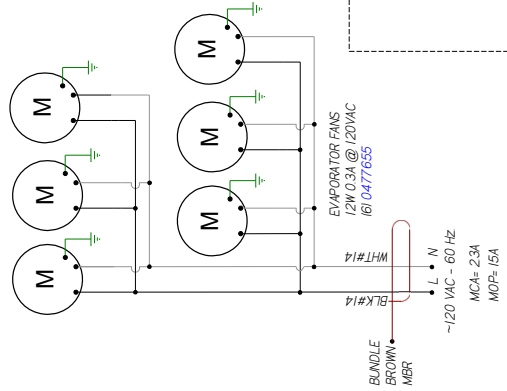 M
M
M
M
M
M
EVAPORATOR FANS
12W 0.3A @ 120VAC
161 0477655
BLK#14
WHT#14
L N
~120 VAC - 60 Hz
MCA= 2.3A
MOP= 15A
BUNDLE
BROWN
MBR